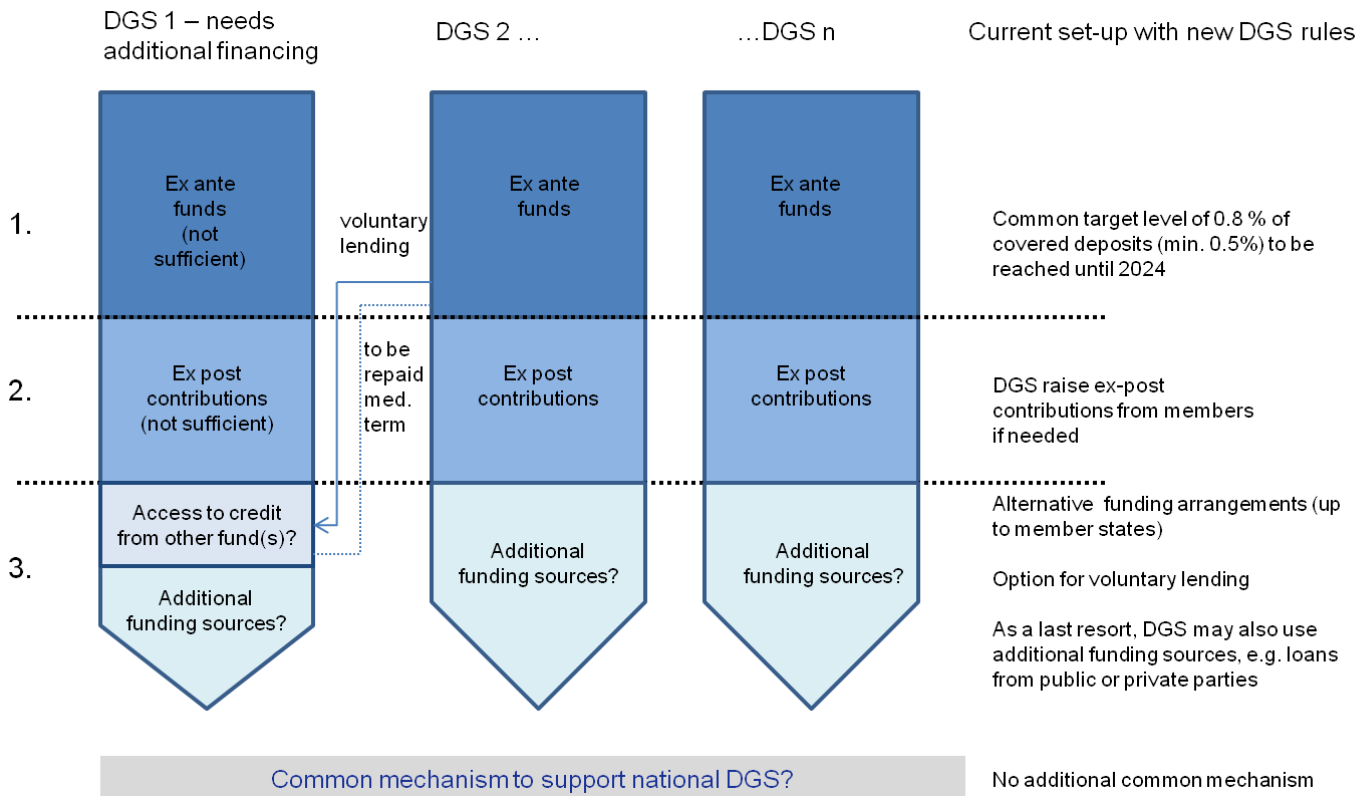 DGS 1 – needs
additional financing
DGS 2 ...
...DGS n
Current set-up with new DGS rules
1.
Ex ante
funds
(not
sufficient)
voluntary
lending
Ex ante
funds
Ex ante
funds
Common target level of 0.8 % of
covered deposits (min. 0.5%) to be
reached until 2024
2.
Ex post
contributions
(not sufficient)
to be
repaid
med.
term
Ex post
contributions
Ex post
contributions
DGS raise ex-post
contributions from members
if needed
3.
Access to credit
from other fund(s)?
Additional
funding sources?
Additional
funding sources?
Additional
funding sources?
Alternative funding arrangements (up
to member states)
Option for voluntary lending
As a last resort, DGS may also use
additional funding sources, e.g. loans
from public or private parties
Common mechanism to support national DGS?
No additional common mechanism